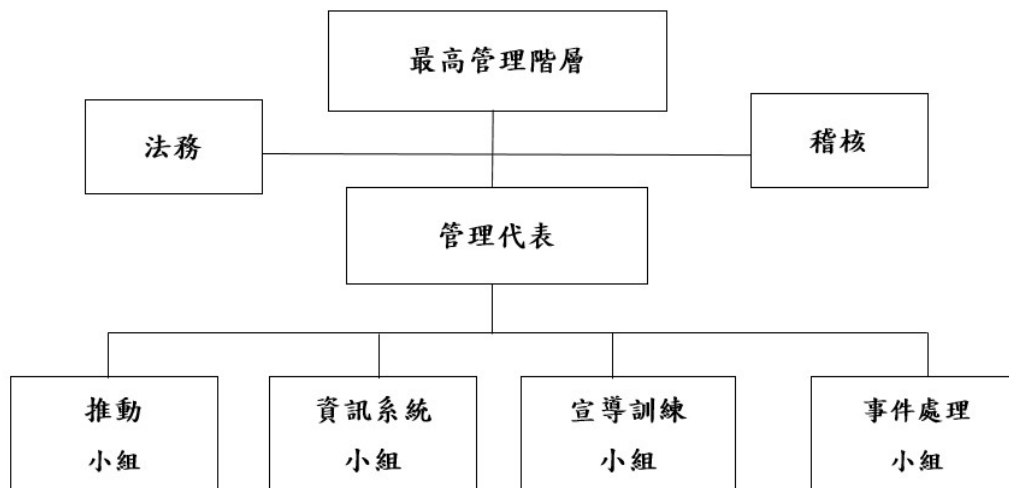 最高管理階層
法務
稽核
管理代表
推動
小組
資訊系統
小組
宣導訓練
小組
事件處理
小組